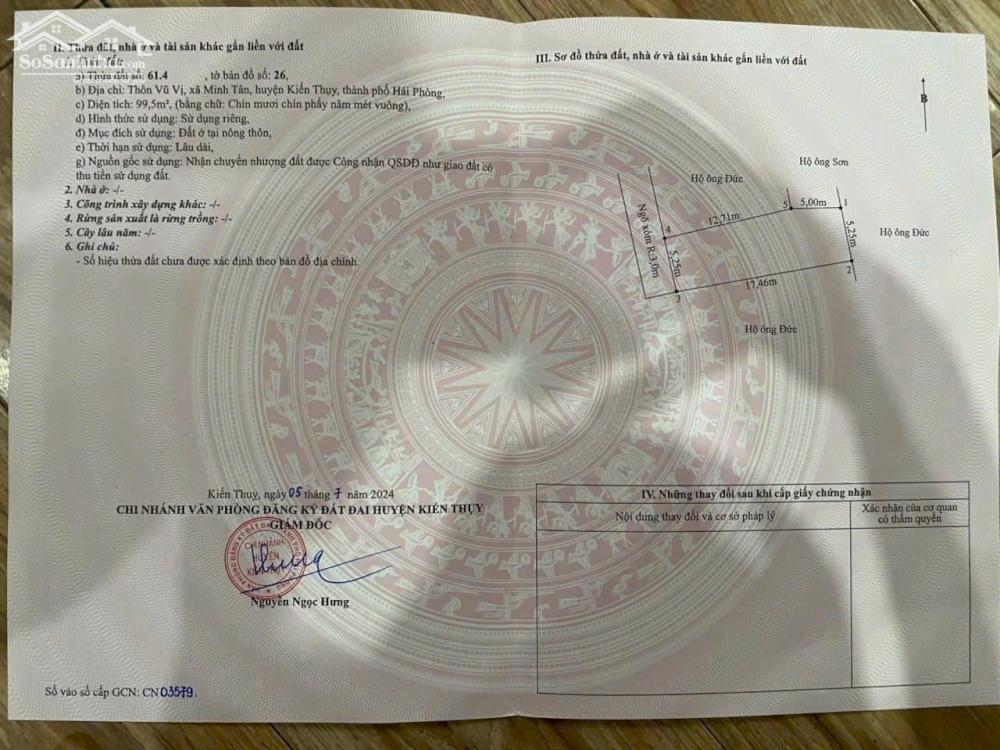 SoSanhNha
II. Thửa đất, nhà ở và tài sản khác gắn liền với đất
1. Thửa đất:
a) Thửa đất số: 61.4 , tờ bản đồ số: 26,
b) Địa chỉ: Thôn Vũ Vị, xã Minh Tân, huyện Kiến Thụy, thành phố Hải Phòng,
c) Diện tích: 99,5m², (bằng chữ: Chín mươi chín phẩy năm mét vuông),
d) Hình thức sử dụng: Sử dụng riêng,
đ) Mục đích sử dụng: Đất ở tại nông thôn,
e) Thời hạn sử dụng: Lâu dài,
g) Nguồn gốc sử dụng: Nhận chuyển nhượng đất được Công nhận QSDĐ như giao đất có
thu tiền sử dụng đất.
2. Nhà ở: -/-
3. Công trình xây dựng khác: -/-
4. Rừng sản xuất là rừng trồng: -/-
5. Cây lâu năm: -/-
6. Ghi chú:
- Số hiệu thửa đất chưa được xác định theo bản đồ địa chính.
Kiến Thuỵ, ngày 05 tháng 7 năm 2024
CHI NHÁNH VĂN PHÒNG ĐĂNG KÝ ĐẤT ĐAI HUYỆN KIẾN THỤY
GIÁM ĐỐC
CHI NHÁNH
HUYỆN
Nguyễn Ngọc Hưng
Số vào sổ cấp GCN: CN 03579.
III. Sơ đồ thửa đất, nhà ở và tài sản khác gắn liền với đất
B
Hộ ông Sơn
Hộ ông Đức
5 5,00m 1
12,71m
Ngõ xóm R:3,0m
4
5,25m
5,25m
Hộ ông Đức
2
17,46m
3
Hộ ông Đức
IV. Những thay đổi sau khi cấp giấy chứng nhận
Nội dung thay đổi và cơ sở pháp lý
Xác nhận của cơ quan
có thẩm quyền